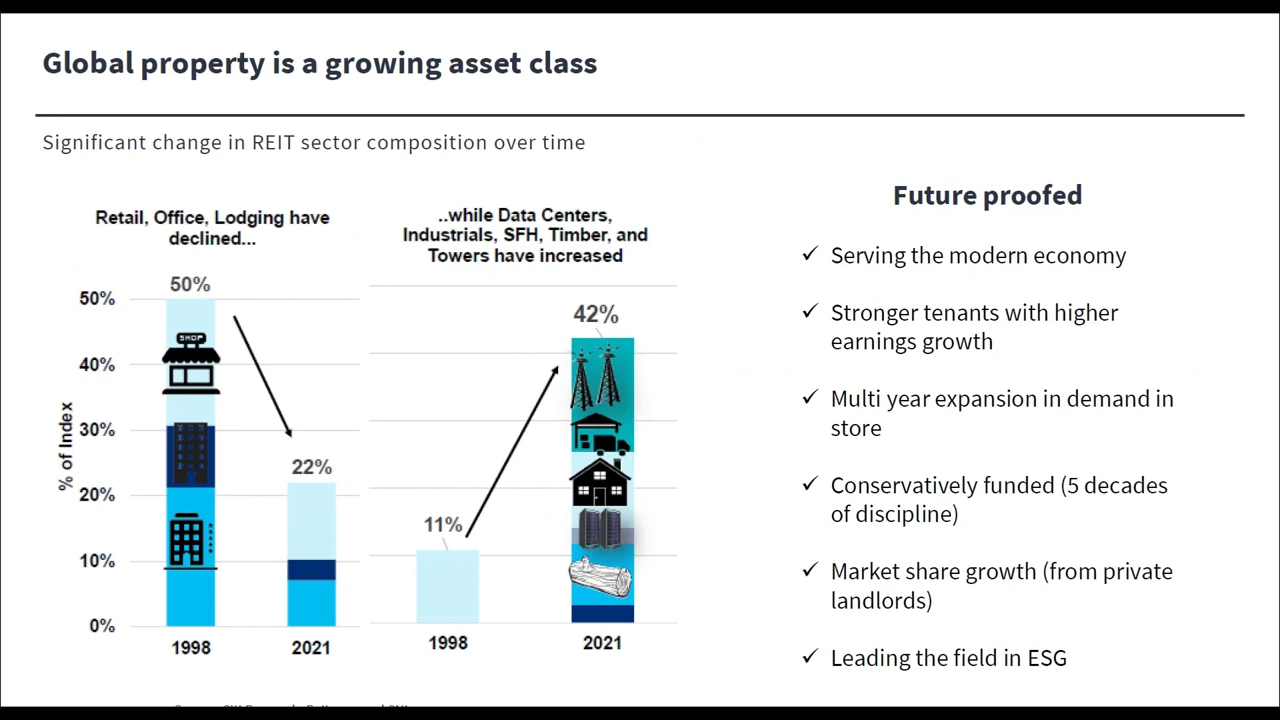 Global property is a growing asset class
Significant change in REIT sector composition over time
Retail, Office, Lodging have
declined...
50%
50%
40%
30%
20%
10%
0%
% of Index
SHOP
22%
1998
2021
..while Data Centers,
Industrials, SFH, Timber, and
Towers have increased
42%
11%
1998
2021
Future proofed
✓ Serving the modern economy
✓ Stronger tenants with higher
earnings growth
✓ Multi year expansion in demand in
store
✓ Conservatively funded (5 decades
of discipline)
✓ Market share growth (from private
landlords)
✓ Leading the field in ESG